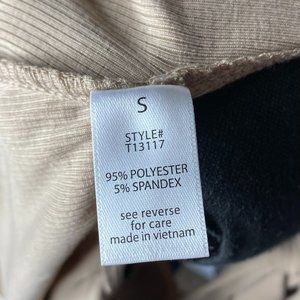 S
STYLE#
T13117
95% POLYESTER
5% SPANDEX
see reverse
for care
made in vietnam